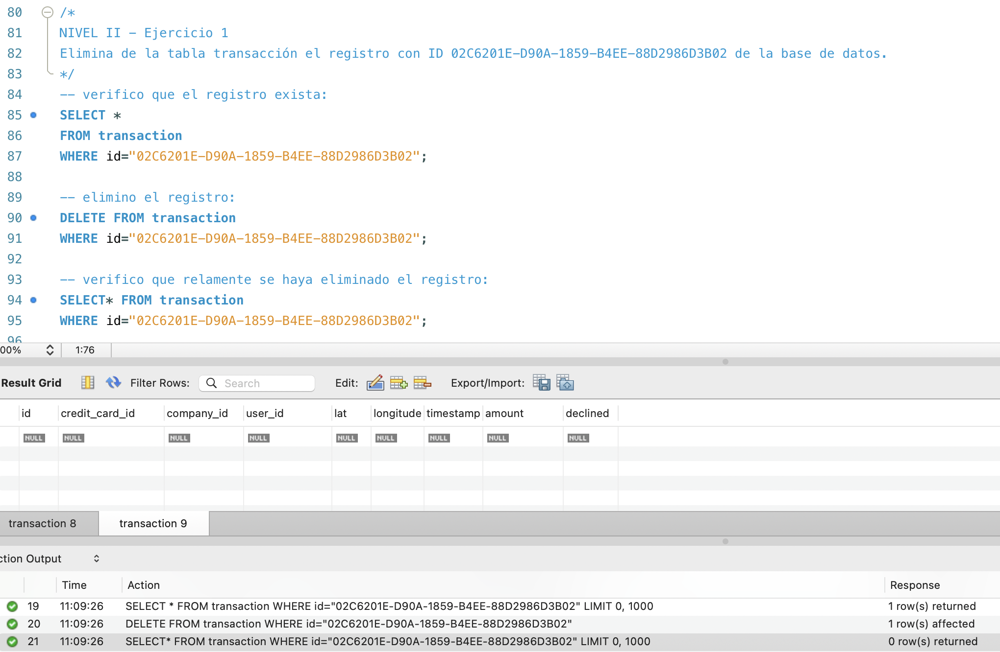 80 /*
81 NIVEL II - Ejercicio 1
82 Elimina de la tabla transacción el registro con ID 02C6201E-D90A-1859-B4EE-88D2986D3B02 de la base de datos.
83 */
84 -- verifico que el registro exista:
85 SELECT *
86 FROM transaction
87 WHERE id="02C6201E-D90A-1859-B4EE-88D2986D3B02";
88
89 -- elimino el registro:
90 DELETE FROM transaction
91 WHERE id="02C6201E-D90A-1859-B4EE-88D2986D3B02";
92
93 -- verifico que relamente se haya eliminado el registro:
94 SELECT* FROM transaction
95 WHERE id="02C6201E-D90A-1859-B4EE-88D2986D3B02";
96
00% 1:76
Result Grid Filter Rows: Search Edit: Export/Import:
id credit_card_id company_id user_id lat longitude timestamp amount declined
NULL NULL NULL NULL NULL NULL NULL NULL NULL
transaction 8 transaction 9
ction Output
Time Action Response
19 11:09:26 SELECT * FROM transaction WHERE id="02C6201E-D90A-1859-B4EE-88D2986D3B02" LIMIT 0, 1000 1 row(s) returned
20 11:09:26 DELETE FROM transaction WHERE id="02C6201E-D90A-1859-B4EE-88D2986D3B02" 1 row(s) affected
21 11:09:26 SELECT* FROM transaction WHERE id="02C6201E-D90A-1859-B4EE-88D2986D3B02" LIMIT 0, 1000 0 row(s) returned